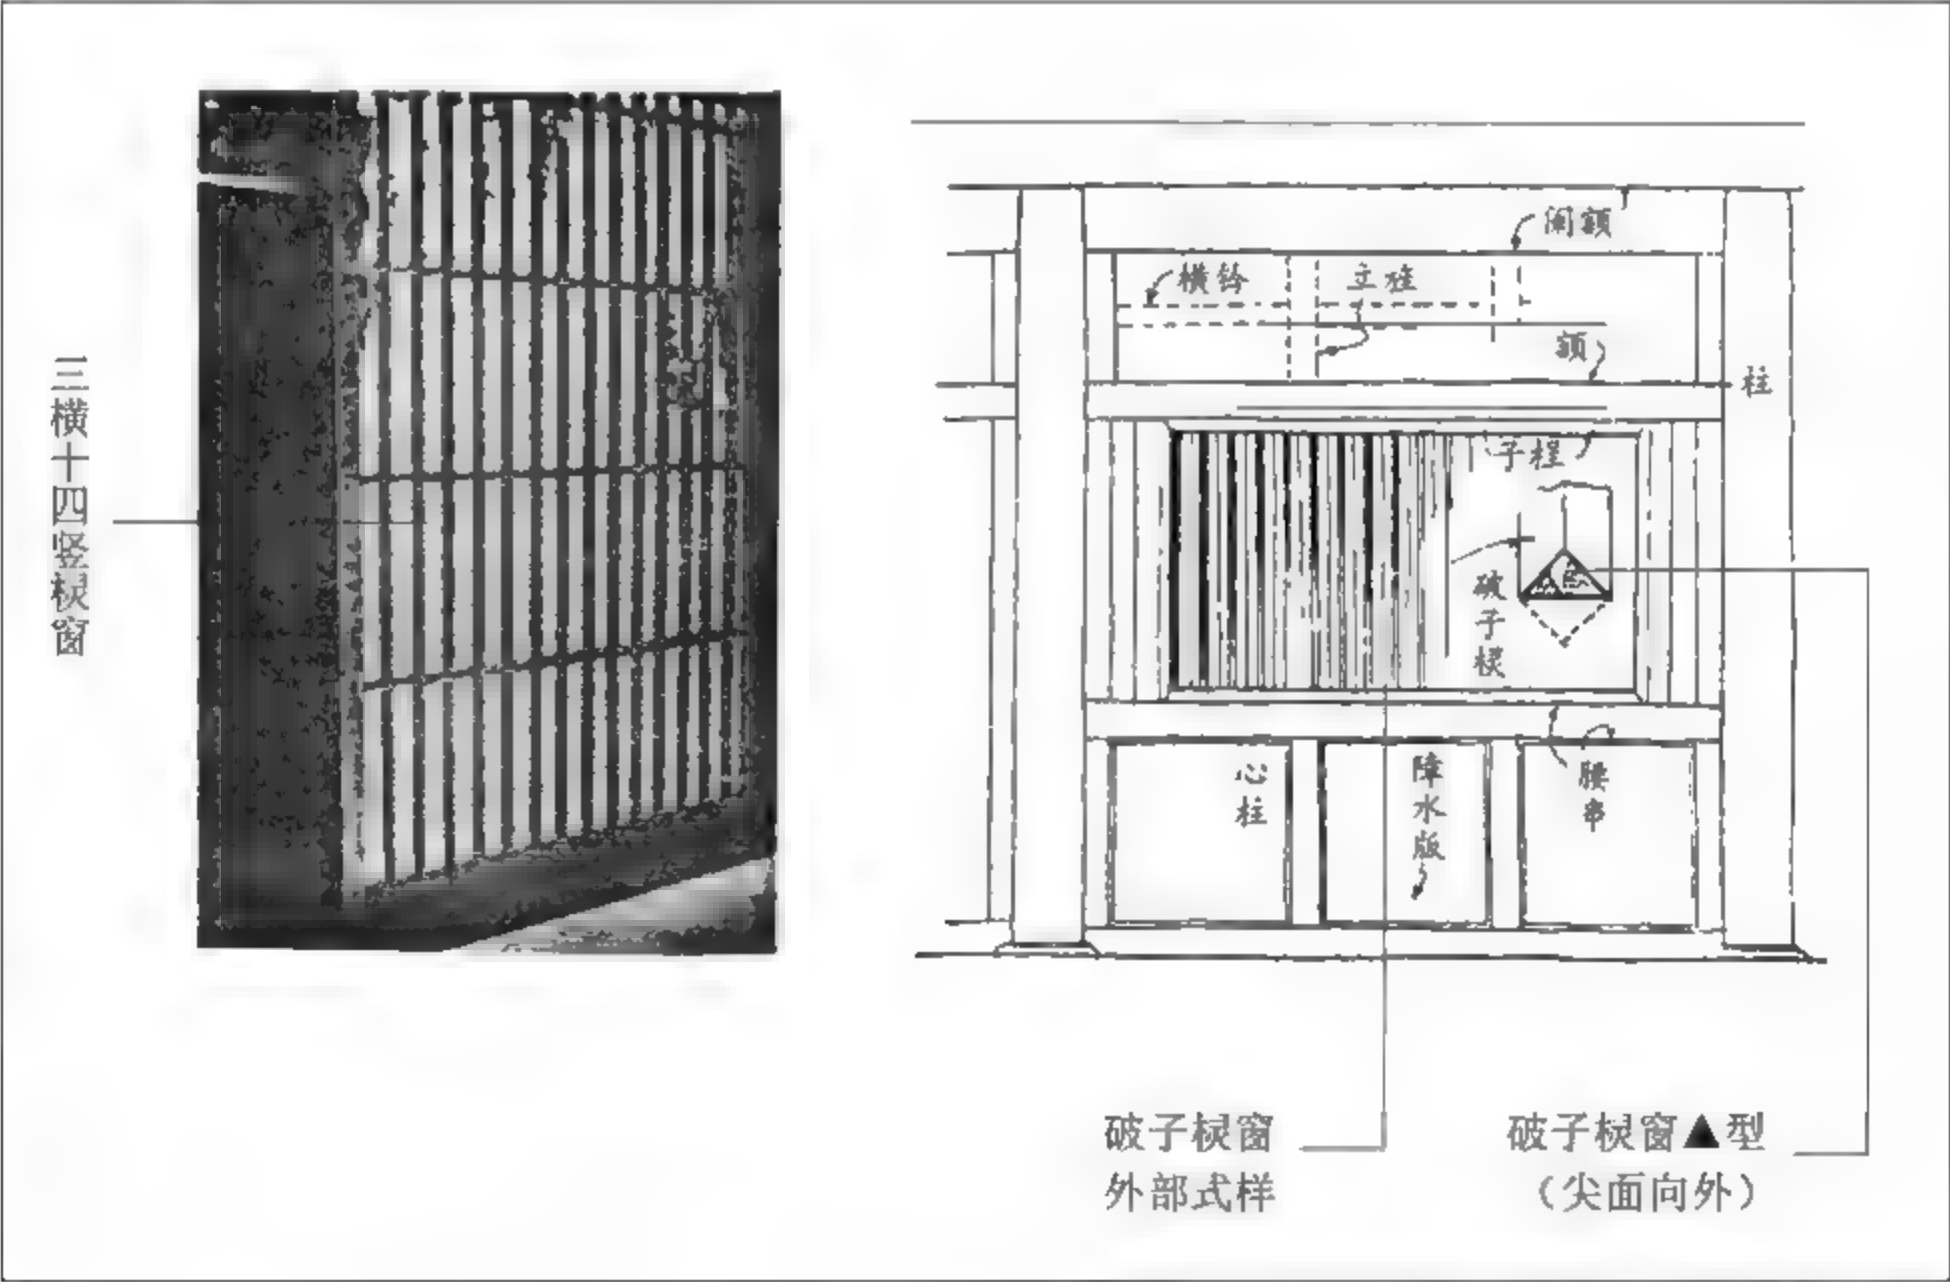 三横十四竖棂窗
阑额
横钤
立旌
额
柱
子桯
破子棂
心柱
障水版
腰串
破子棂窗
外部式样
破子棂窗▲型
（尖面向外）